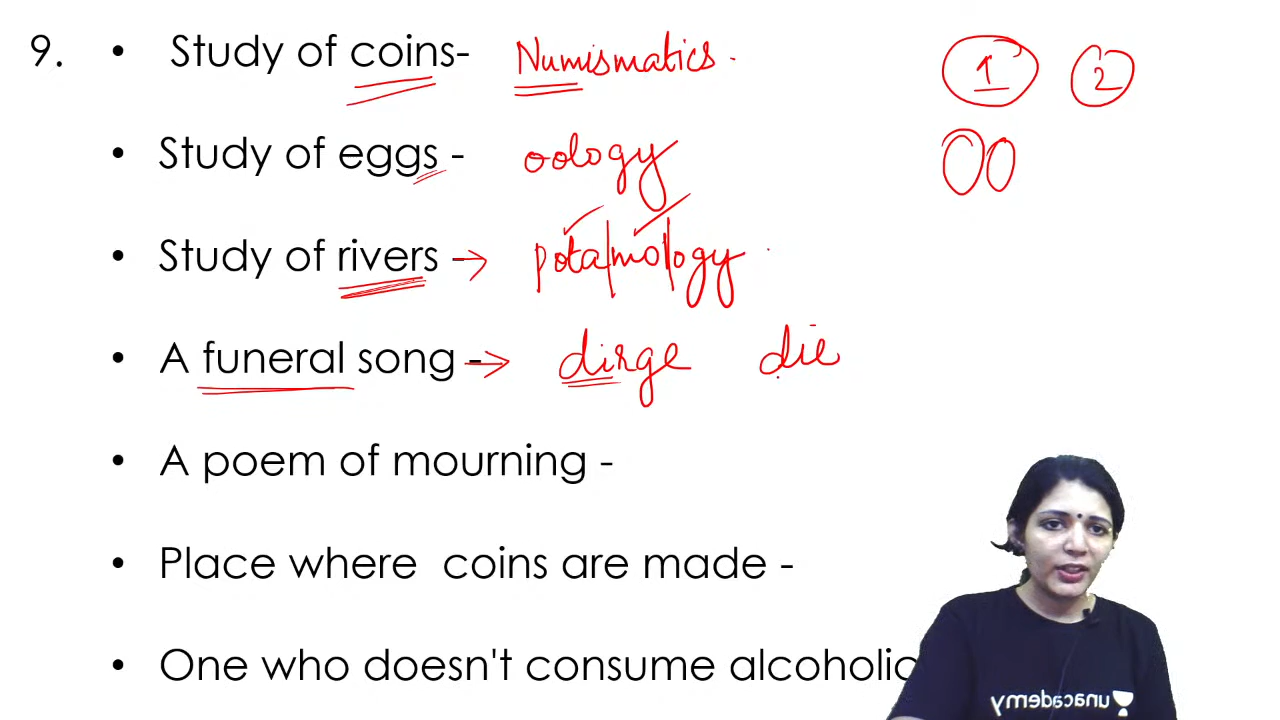 9. • Study of coins- Numismatics. 1 2
• Study of eggs - oology
• Study of rivers → potamology
• A funeral song → dirge die
• A poem of mourning -
• Place where coins are made -
• One who doesn't consume alcoholic
unacademy